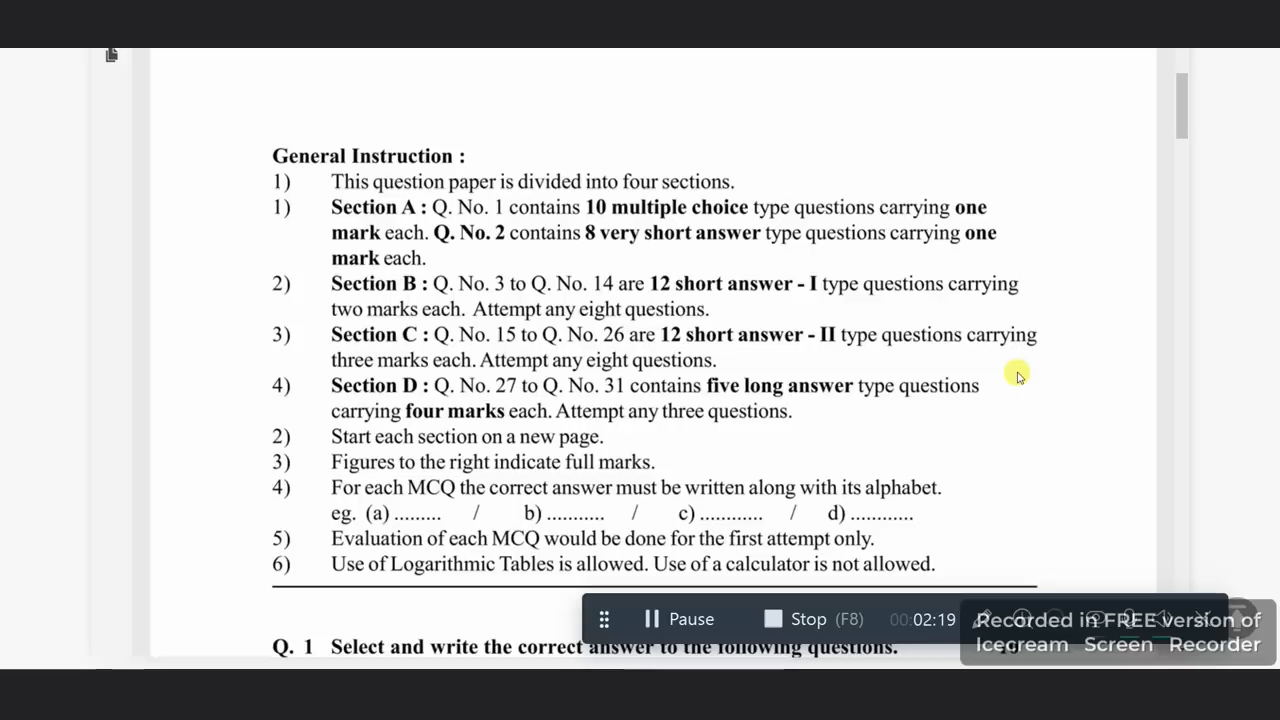 General Instruction :
1) This question paper is divided into four sections.
1) Section A : Q. No. 1 contains 10 multiple choice type questions carrying one
mark each. Q. No. 2 contains 8 very short answer type questions carrying one
mark each.
2) Section B : Q. No. 3 to Q. No. 14 are 12 short answer - I type questions carrying
two marks each. Attempt any eight questions.
3) Section C : Q. No. 15 to Q. No. 26 are 12 short answer - II type questions carrying
three marks each. Attempt any eight questions.
4) Section D : Q. No. 27 to Q. No. 31 contains five long answer type questions
carrying four marks each. Attempt any three questions.
2) Start each section on a new page.
3) Figures to the right indicate full marks.
4) For each MCQ the correct answer must be written along with its alphabet.
eg. (a) ......... / b) ........... / c) ............ / d) ............
5) Evaluation of each MCQ would be done for the first attempt only.
6) Use of Logarithmic Tables is allowed. Use of a calculator is not allowed.
Pause Stop (F8) 00:02:19
Recorded in FREE version of
Icecream Screen Recorder
Q. 1 Select and write the correct answer to the following questions.